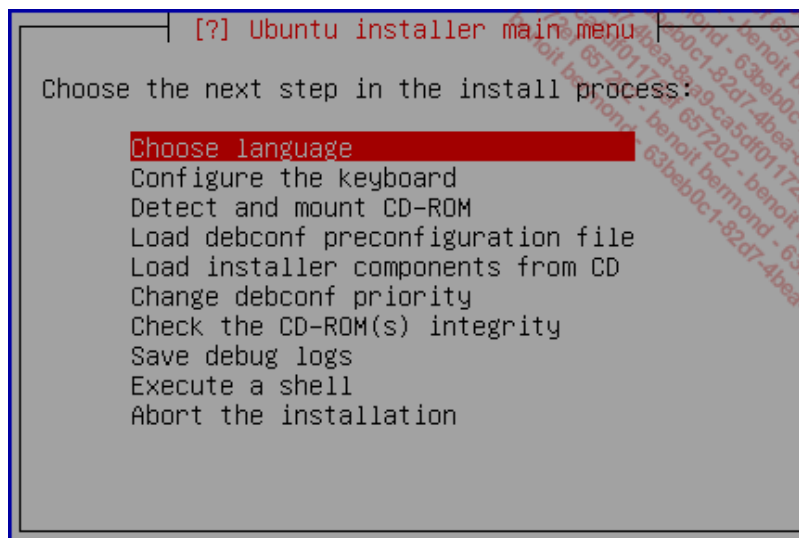 [?] Ubuntu installer main menu
Choose the next step in the install process:
Choose language
Configure the keyboard
Detect and mount CD-ROM
Load debconf preconfiguration file
Load installer components from CD
Change debconf priority
Check the CD-ROM(s) integrity
Save debug logs
Execute a shell
Abort the installation